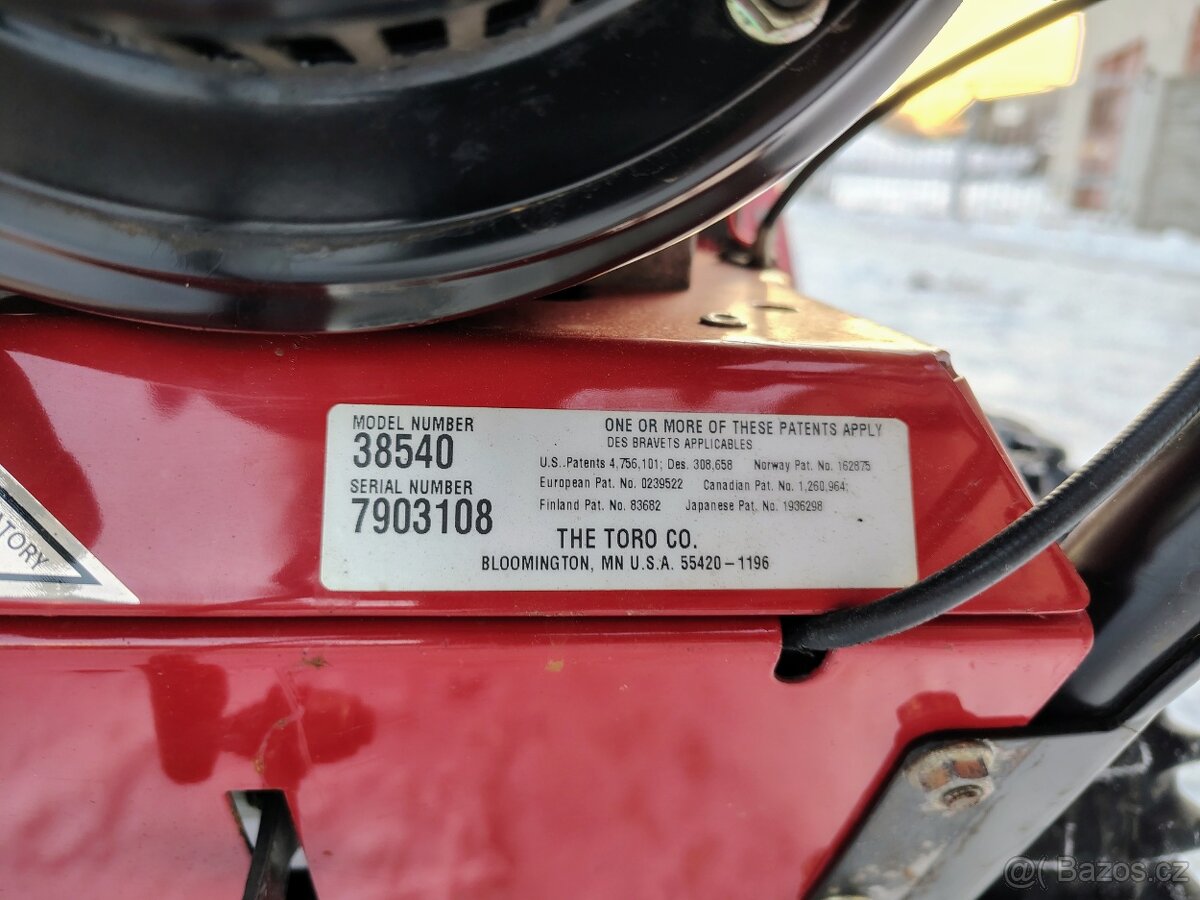 MODEL NUMBER
38540
SERIAL NUMBER
7903108
ONE OR MORE OF THESE PATENTS APPLY
DES BRAVETS APPLICABLES
U.S. Patents 4,756,101; Des. 308,658 Norway Pat. No. 162875
European Pat. No. 0239522 Canadian Pat. No. 1,260,964;
Finland Pat. No. 83682 Japanese Pat. No. 1936298
THE TORO CO.
BLOOMINGTON, MN U.S.A. 55420-1196
ATORY
Bazos.cz